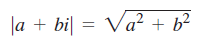 |a + bi| = √a² + b²